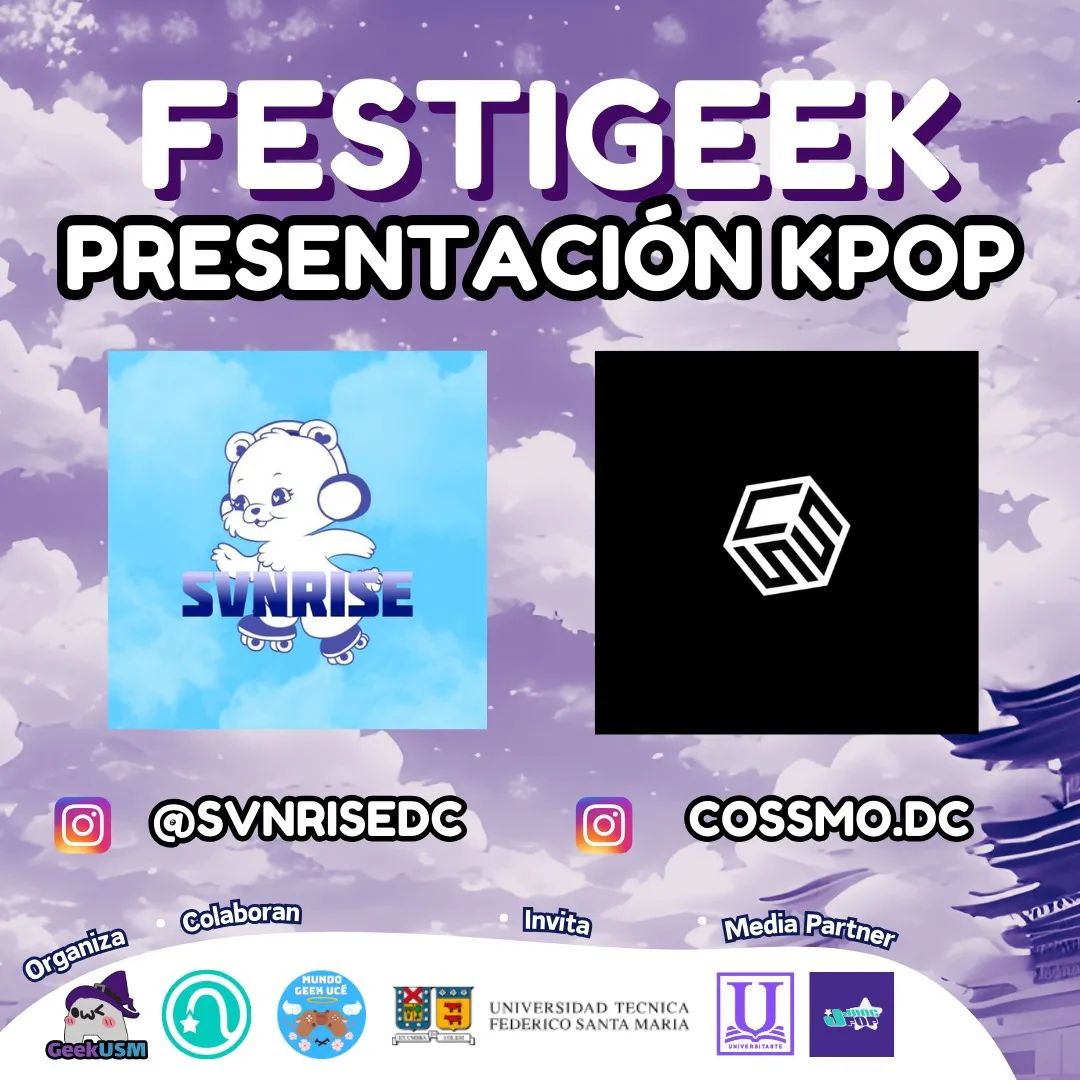 FESTIGEEK
PRESENTACIÓN KPOP
SVNRISE
@SVNRISEDC
COSSMO.DC
Organiza
Colaboran
Invita
Media Partner
GeekUSM
MUNDO
GEEK UCÉ
UNIVERSIDAD TECNICA
FEDERICO SANTA MARIA
UNIVERSITARTE